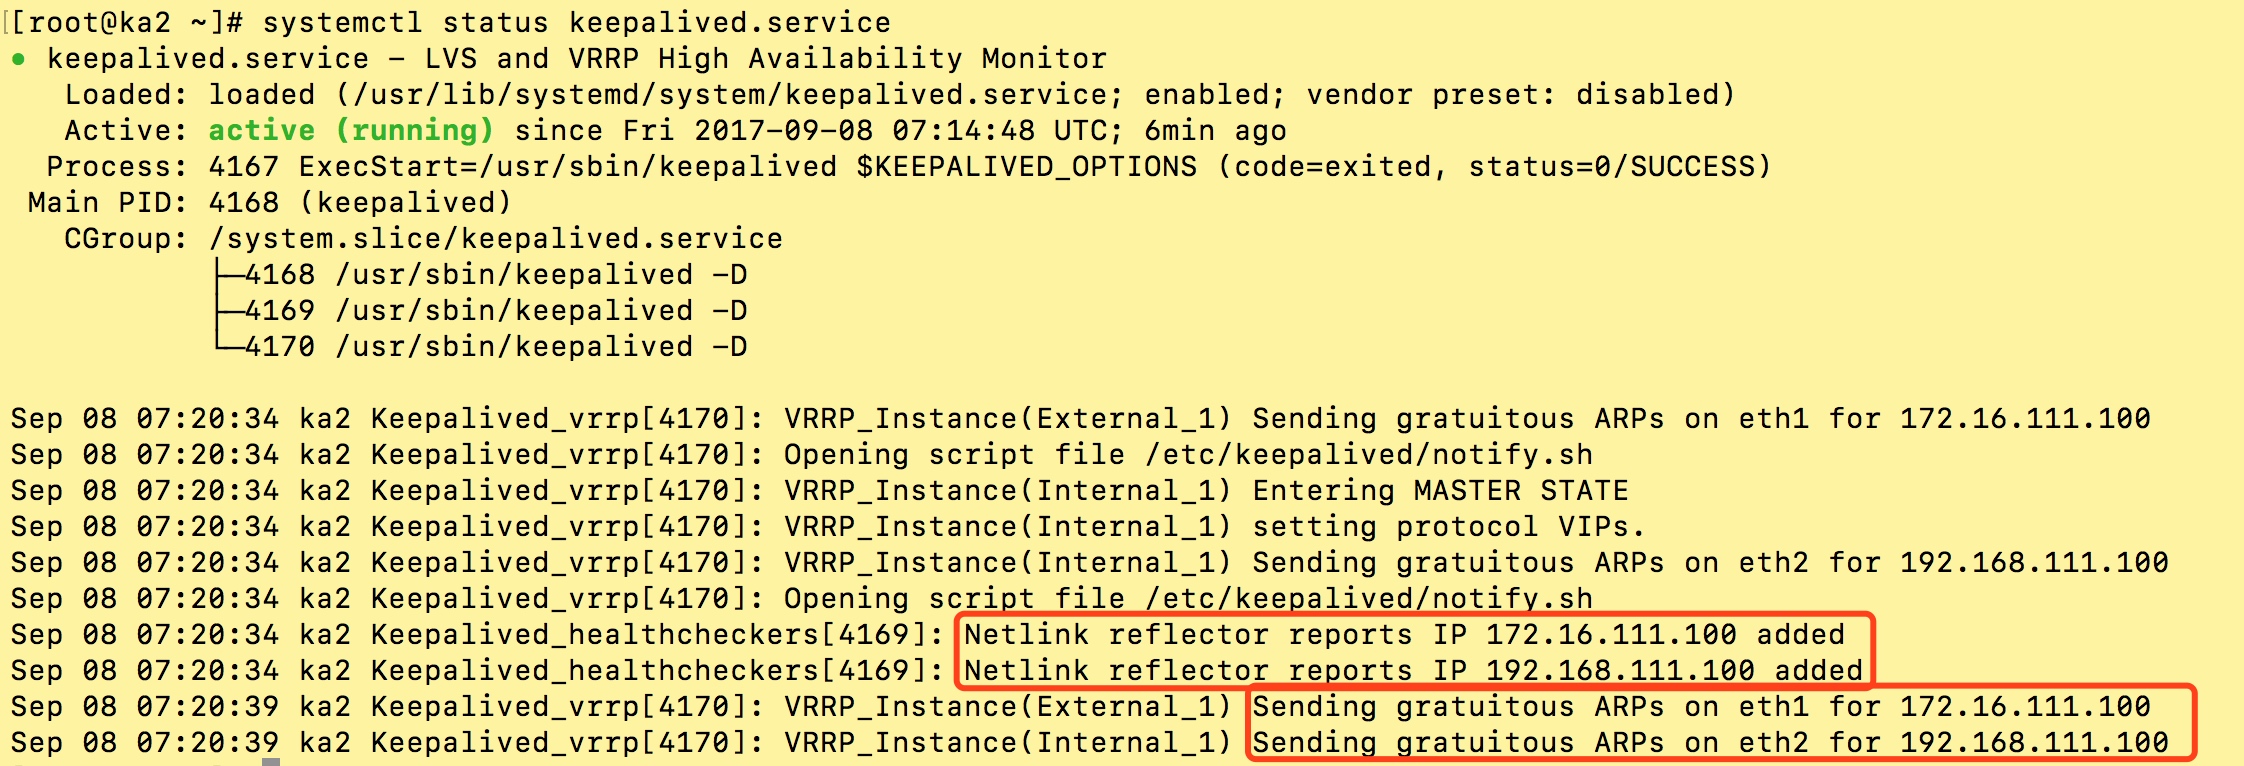 [[root@ka2 ~]# systemctl status keepalived.service
● keepalived.service - LVS and VRRP High Availability Monitor
   Loaded: loaded (/usr/lib/systemd/system/keepalived.service; enabled; vendor preset: disabled)
   Active: active (running) since Fri 2017-09-08 07:14:48 UTC; 6min ago
  Process: 4167 ExecStart=/usr/sbin/keepalived $KEEPALIVED_OPTIONS (code=exited, status=0/SUCCESS)
 Main PID: 4168 (keepalived)
   CGroup: /system.slice/keepalived.service
           ├─4168 /usr/sbin/keepalived -D
           ├─4169 /usr/sbin/keepalived -D
           └─4170 /usr/sbin/keepalived -D

Sep 08 07:20:34 ka2 Keepalived_vrrp[4170]: VRRP_Instance(External_1) Sending gratuitous ARPs on eth1 for 172.16.111.100
Sep 08 07:20:34 ka2 Keepalived_vrrp[4170]: Opening script file /etc/keepalived/notify.sh
Sep 08 07:20:34 ka2 Keepalived_vrrp[4170]: VRRP_Instance(Internal_1) Entering MASTER STATE
Sep 08 07:20:34 ka2 Keepalived_vrrp[4170]: VRRP_Instance(Internal_1) setting protocol VIPs.
Sep 08 07:20:34 ka2 Keepalived_vrrp[4170]: VRRP_Instance(Internal_1) Sending gratuitous ARPs on eth2 for 192.168.111.100
Sep 08 07:20:34 ka2 Keepalived_vrrp[4170]: Opening script file /etc/keepalived/notify.sh
Sep 08 07:20:34 ka2 Keepalived_healthcheckers[4169]: Netlink reflector reports IP 172.16.111.100 added
Sep 08 07:20:34 ka2 Keepalived_healthcheckers[4169]: Netlink reflector reports IP 192.168.111.100 added
Sep 08 07:20:39 ka2 Keepalived_vrrp[4170]: VRRP_Instance(External_1) Sending gratuitous ARPs on eth1 for 172.16.111.100
Sep 08 07:20:39 ka2 Keepalived_vrrp[4170]: VRRP_Instance(Internal_1) Sending gratuitous ARPs on eth2 for 192.168.111.100